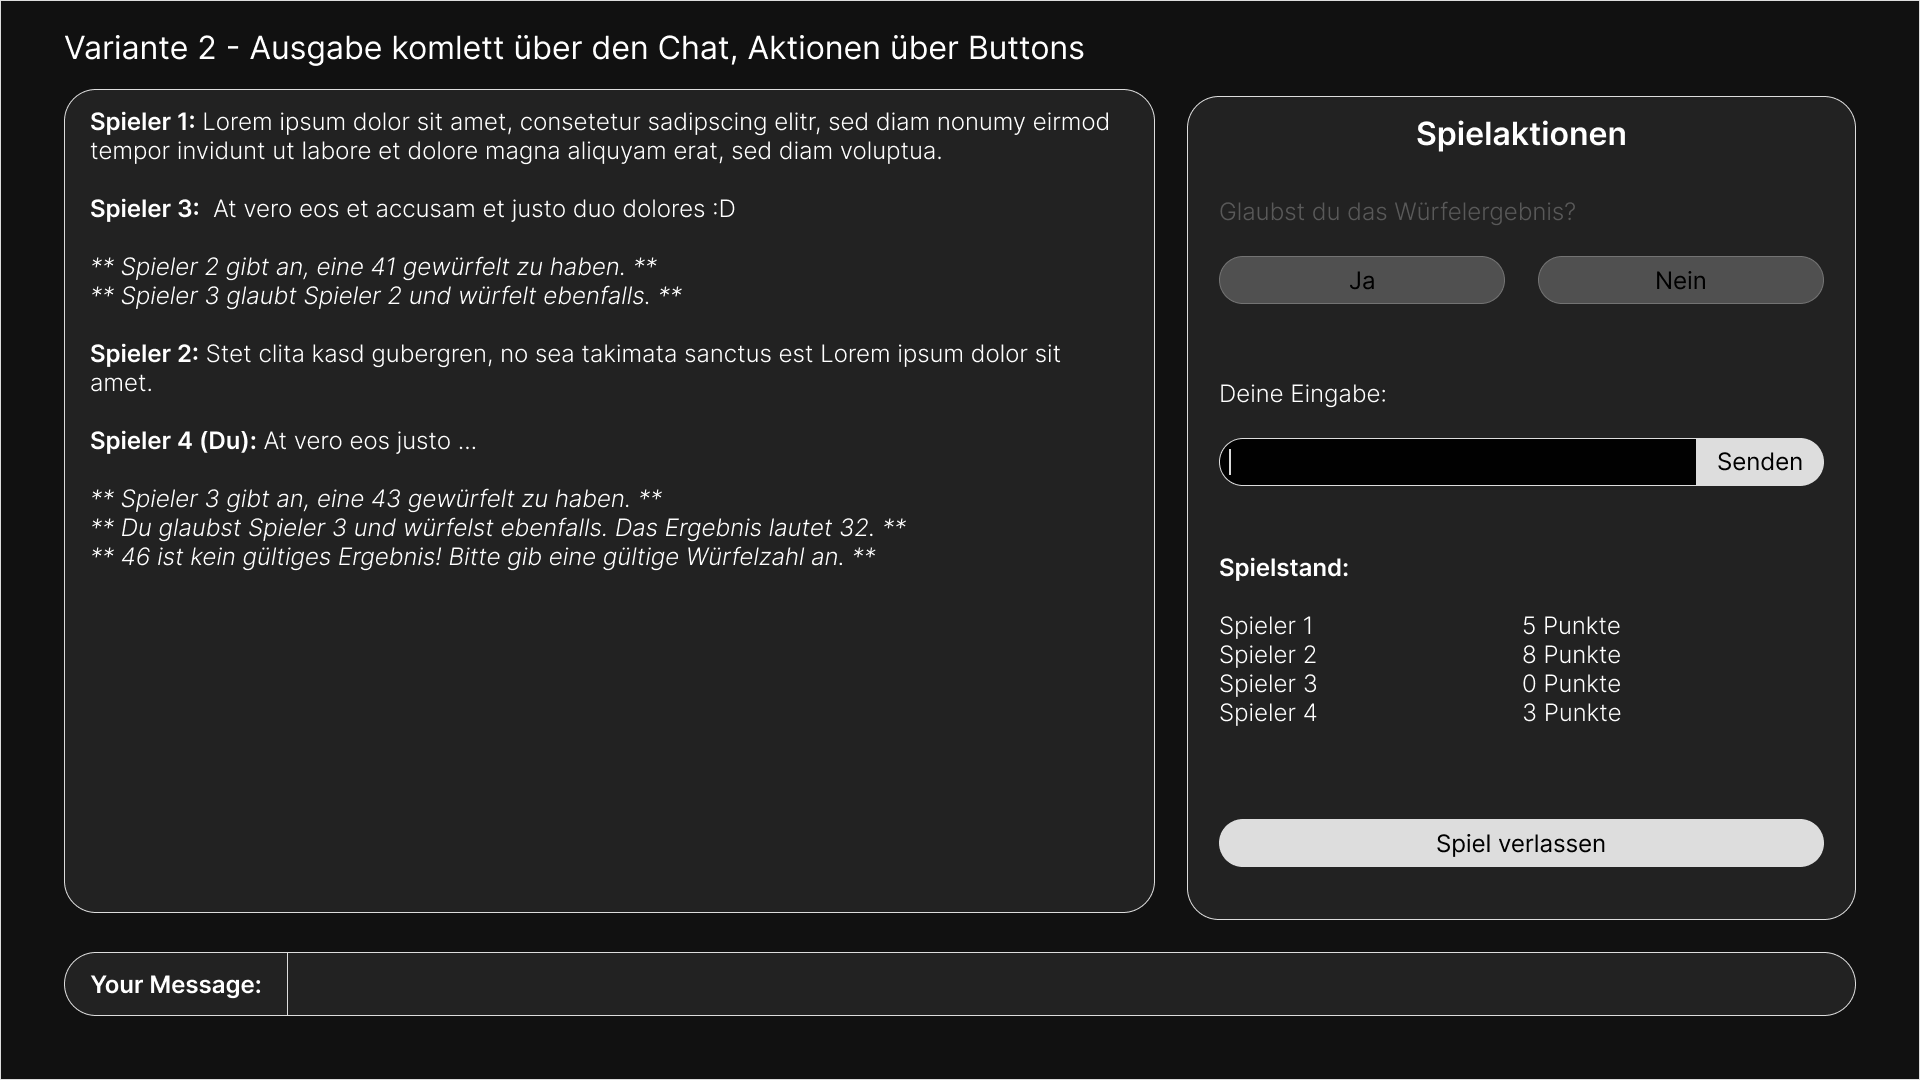 Variante 2 - Ausgabe komlett über den Chat, Aktionen über Buttons
Spieler 1: Lorem ipsum dolor sit amet, consetetur sadipscing elitr, sed diam nonumy eirmod
tempor invidunt ut labore et dolore magna aliquyam erat, sed diam voluptua.
Spieler 3:  At vero eos et accusam et justo duo dolores :D
** Spieler 2 gibt an, eine 41 gewürfelt zu haben. **
** Spieler 3 glaubt Spieler 2 und würfelt ebenfalls. **
Spieler 2: Stet clita kasd gubergren, no sea takimata sanctus est Lorem ipsum dolor sit
amet.
Spieler 4 (Du): At vero eos justo ...
** Spieler 3 gibt an, eine 43 gewürfelt zu haben. **
** Du glaubst Spieler 3 und würfelst ebenfalls. Das Ergebnis lautet 32. **
** 46 ist kein gültiges Ergebnis! Bitte gib eine gültige Würfelzahl an. **
Spielaktionen
Glaubst du das Würfelergebnis?
Ja Nein
Deine Eingabe:
Senden
Spielstand:
Spieler 1 5 Punkte
Spieler 2 8 Punkte
Spieler 3 0 Punkte
Spieler 4 3 Punkte
Spiel verlassen
Your Message: